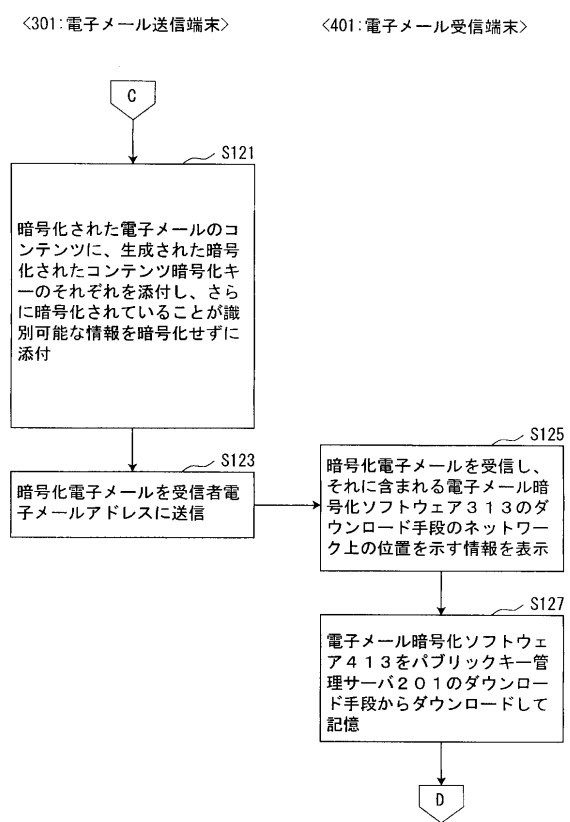 <301:電子メール送信端末>
<401:電子メール受信端末>
C
S121
暗号化された電子メールのコ
ンテンツに、生成された暗号
化されたコンテンツ暗号化キ
ーのそれぞれを添付し、さら
に暗号化されていることが識
別可能な情報を暗号化せずに
添付
S123
暗号化電子メールを受信者電
子メールアドレスに送信
S125
暗号化電子メールを受信し、
それに含まれる電子メール暗
号化ソフトウェア313のダ
ウンロード手段のネットワー
ク上の位置を示す情報を表示
S127
電子メール暗号化ソフトウェ
ア413をパブリックキー管
理サーバ201のダウンロー
ド手段からダウンロードして
記憶
D